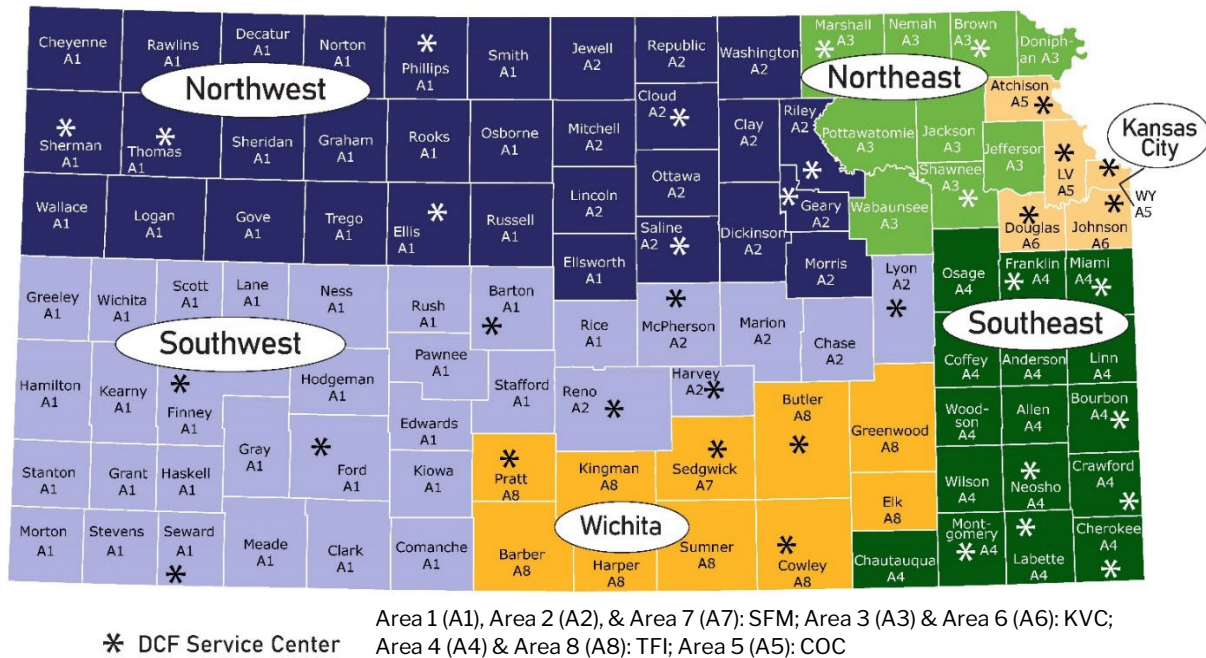 Cheyenne
A1
Rawlins
A1
Decatur
A1
Norton
A1
Phillips
A1
Smith
A1
Jewell
A2
Republic
A2
Washington
A2
Marshall
A3
Nemah
A3
Brown
A3
Doniph-
an A3
Northwest
Northeast
Atchison
A5
Kansas
City
Sherman
A1
Thomas
A1
Sheridan
A1
Graham
A1
Rooks
A1
Osborne
A1
Mitchell
A2
Cloud
A2
Clay
A2
Riley
A2
Pottawatomie
A3
Jackson
A3
Jefferson
A3
LV
A5
WY
A5
Wallace
A1
Logan
A1
Gove
A1
Trego
A1
Ellis
A1
Russell
A1
Lincoln
A2
Ottawa
A2
Saline
A2
Dickinson
A2
Geary
A2
Wabaunsee
A3
Shawnee
A3
Douglas
A6
Johnson
A6
Ellsworth
A1
Morris
A2
Greeley
A1
Wichita
A1
Scott
A1
Lane
A1
Ness
A1
Rush
A1
Barton
A1
Rice
A1
McPherson
A2
Marion
A2
Chase
A2
Lyon
A2
Osage
A4
Franklin
A4
Miami
A4
Southwest
Southeast
Hamilton
A1
Kearny
A1
Finney
A1
Hodgeman
A1
Pawnee
A1
Stafford
A1
Reno
A2
Harvey
A2
Butler
A8
Greenwood
A8
Coffey
A4
Anderson
A4
Linn
A4
Wood-
son
A4
Allen
A4
Bourbon
A4
Gray
A1
Ford
A1
Edwards
A1
Stanton
A1
Grant
A1
Haskell
A1
Kiowa
A1
Pratt
A8
Kingman
A8
Sedgwick
A7
Elk
A8
Wilson
A4
Neosho
A4
Crawford
A4
Wichita
Morton
A1
Stevens
A1
Seward
A1
Meade
A1
Clark
A1
Comanche
A1
Barber
A8
Harper
A8
Sumner
A8
Cowley
A8
Chautauqua
A4
Mont-
gomery
A4
Labette
A4
Cherokee
A4
* DCF Service Center
Area 1 (A1), Area 2 (A2), & Area 7 (A7): SFM; Area 3 (A3) & Area 6 (A6): KVC;
Area 4 (A4) & Area 8 (A8): TFI; Area 5 (A5): COC